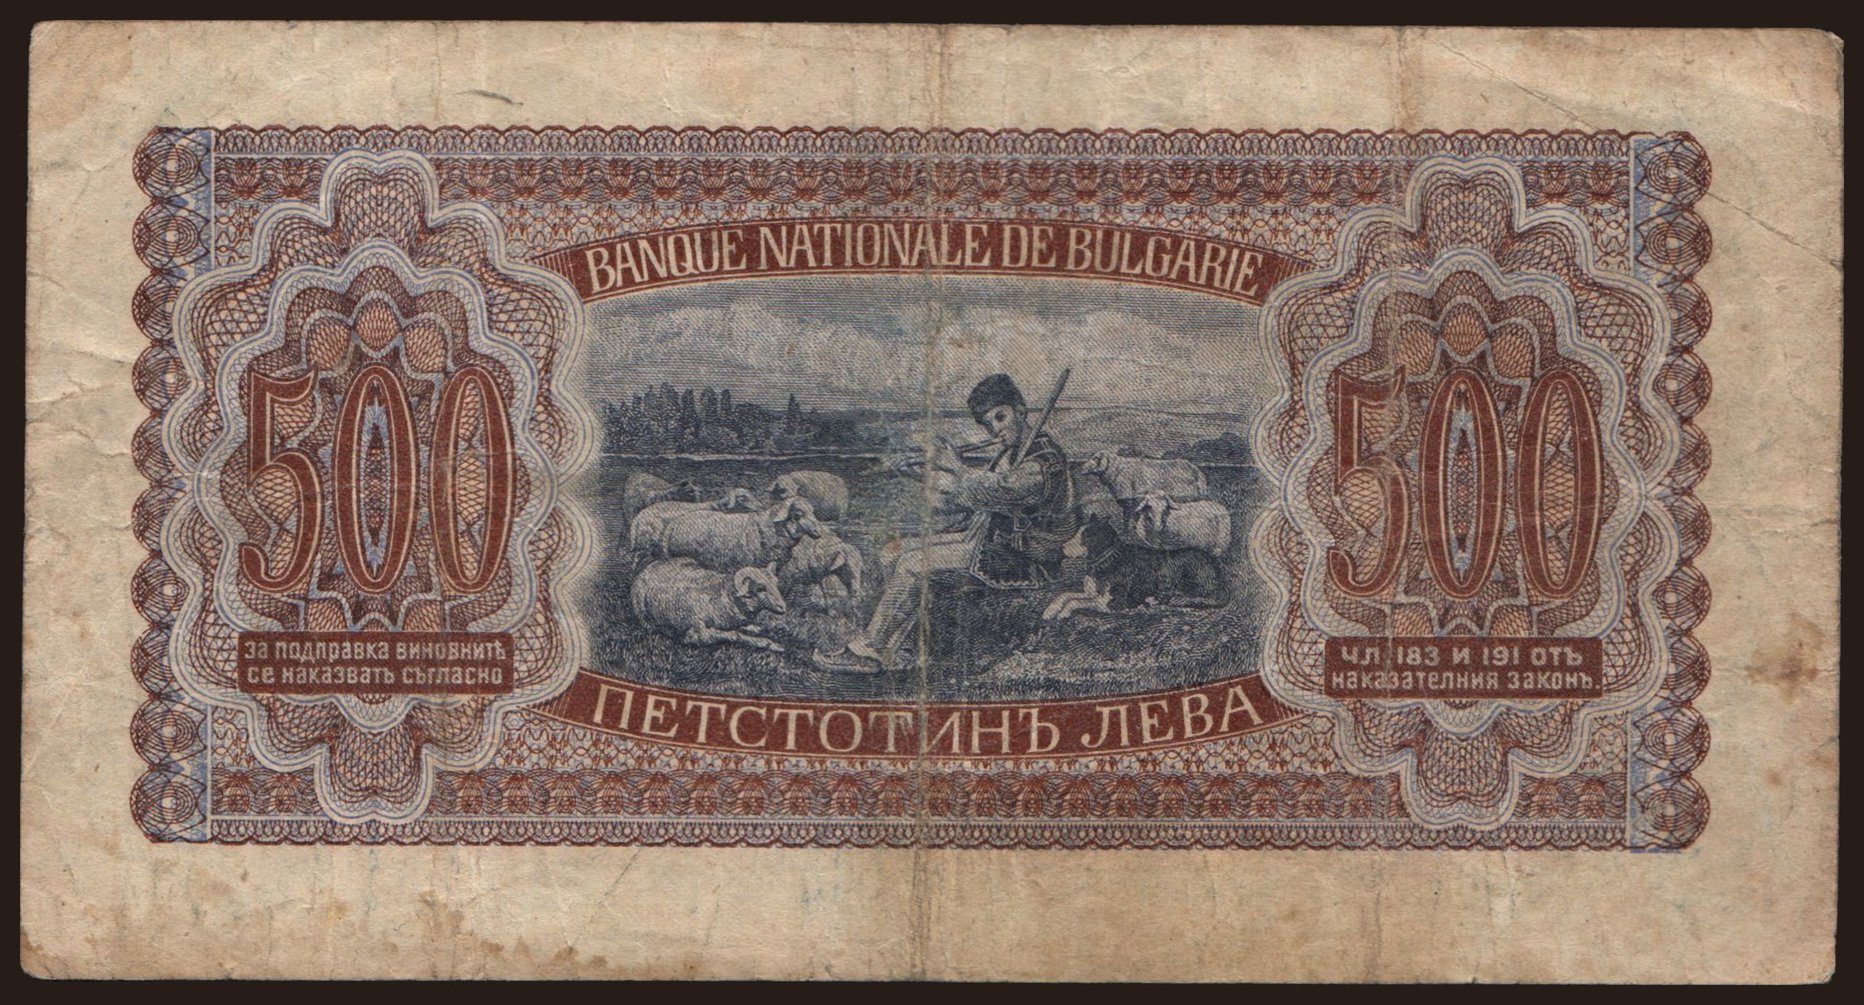 BANQUE NATIONALE DE BULGARIE
500
500
ЗА ПОДПРАВКА ВИНОВНИТѢ
СЕ НАКАЗВАТЪ СЪГЛАСНО
ЧЛ. 183 И 191 ОТЪ
НАКАЗАТЕЛНИЯ ЗАКОНЪ.
ПЕТСТОТИНЪ ЛЕВА